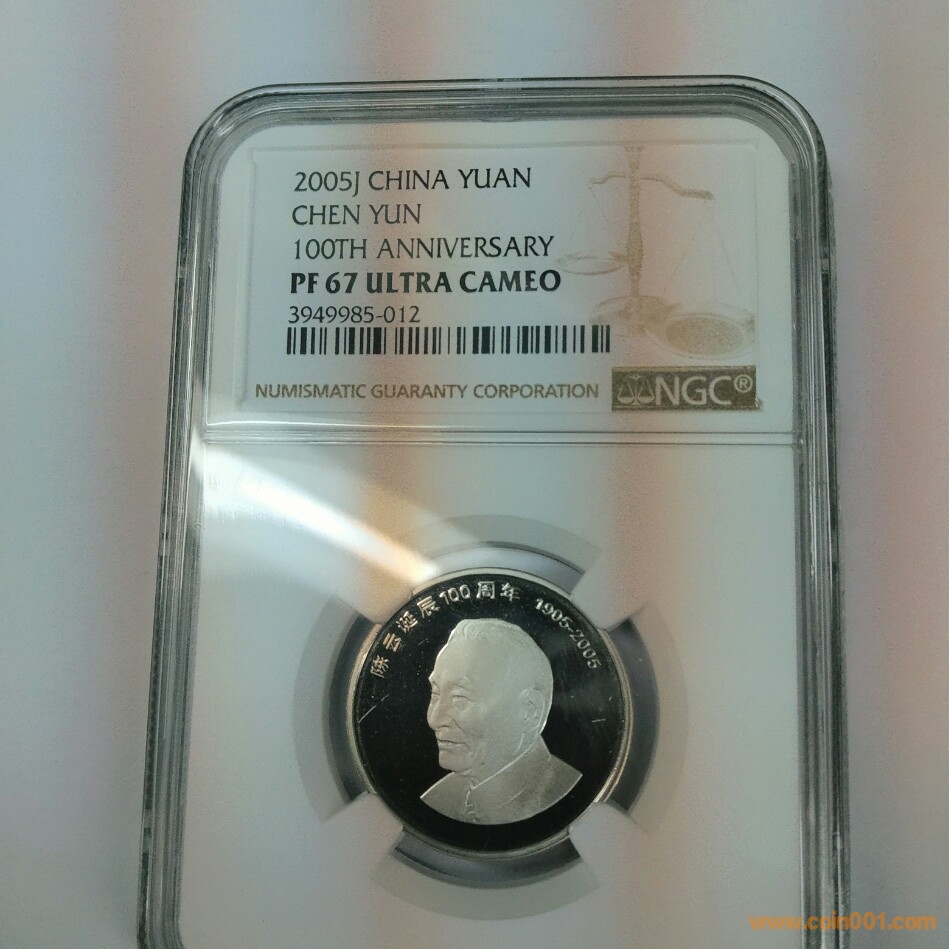 2005J CHINA YUAN
CHEN YUN
100TH ANNIVERSARY
PF 67 ULTRA CAMEO
3949985-012
NUMISMATIC GUARANTY CORPORATION
NGC®
陈云诞辰100周年 1905-2005
www.coin001.com